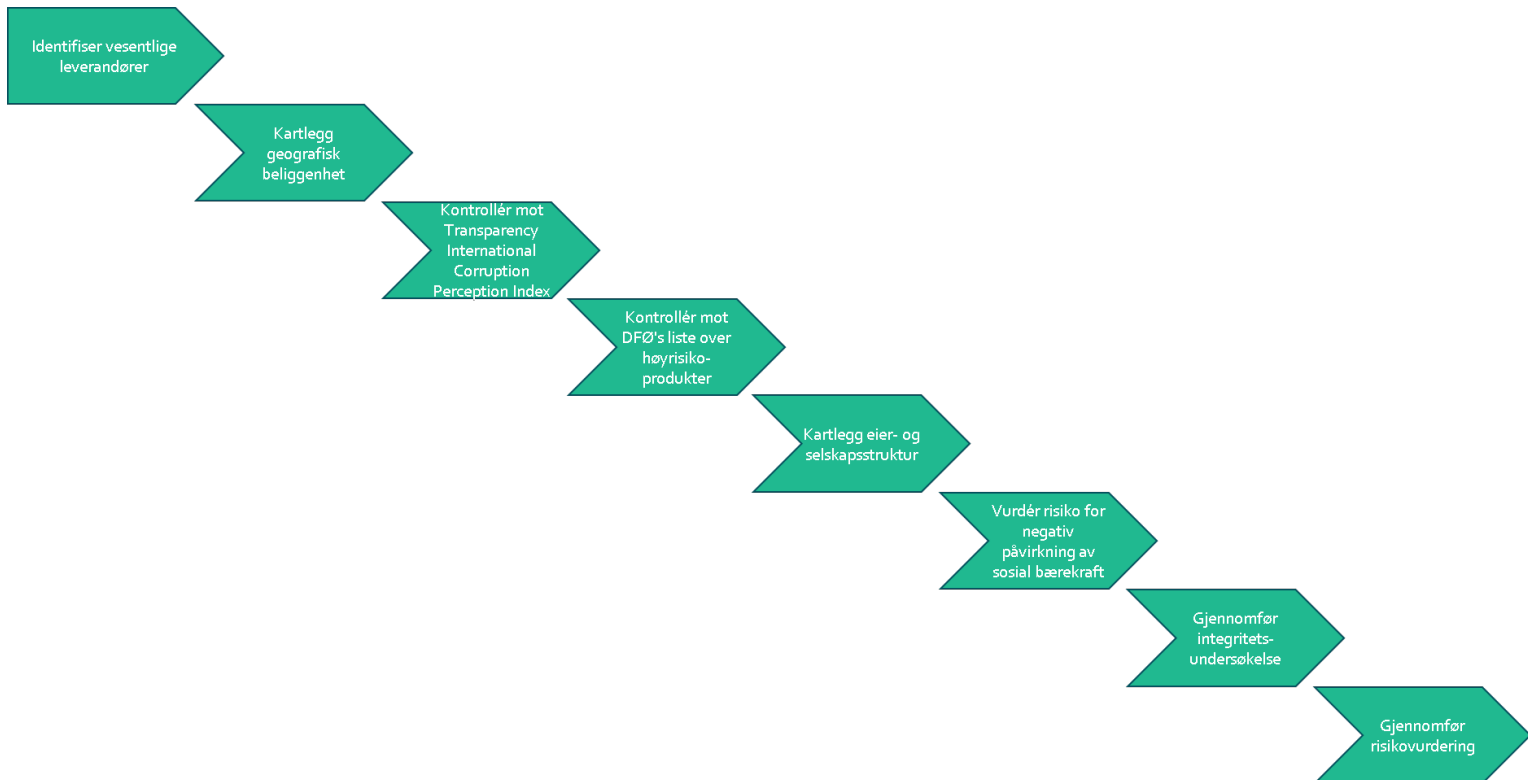 Identifiser vesentlige
leverandører
Kartlegg
geografisk
beliggenhet
Kontrollér mot
Transparency
International
Corruption
Perception Index
Kontrollér mot
DFØ's liste over
høyrisiko-
produkter
Kartlegg eier- og
selskapsstruktur
Vurdér risiko for
negativ
påvirkning av
sosial bærekraft
Gjennomfør
integritets-
undersøkelse
Gjennomfør
risikovurdering